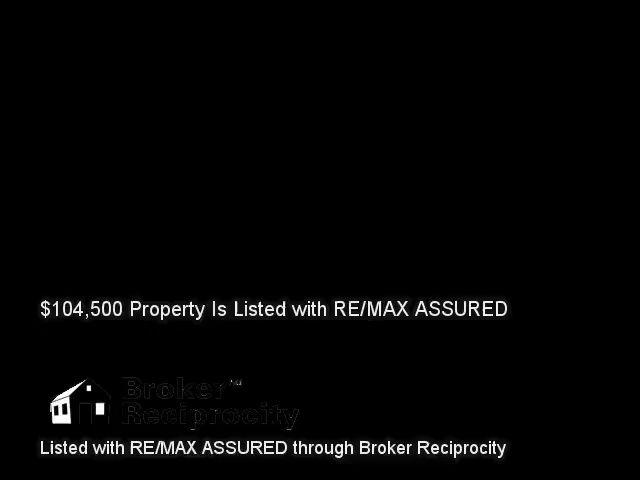 $104,500 Property Is Listed with RE/MAX ASSURED
Broker™
Reciprocity
Listed with RE/MAX ASSURED through Broker Reciprocity